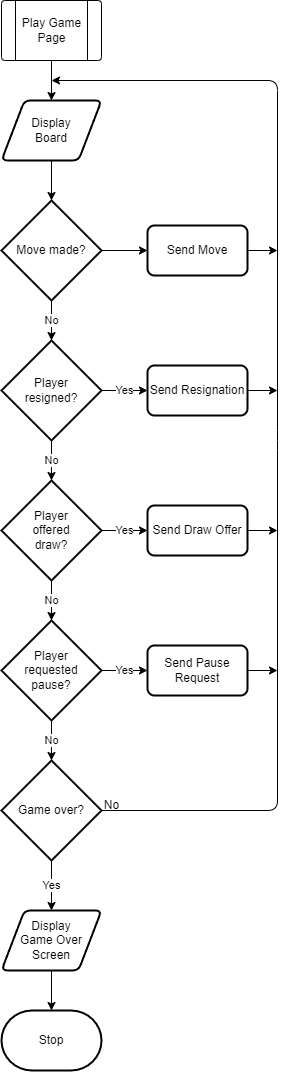 Play Game
Page
Display
Board
Move made?
Send Move
No
Player
resigned?
Yes
Send Resignation
No
Player
offered
draw?
Yes
Send Draw Offer
No
Player
requested
pause?
Yes
Send Pause
Request
No
Game over?
No
Yes
Display
Game Over
Screen
Stop